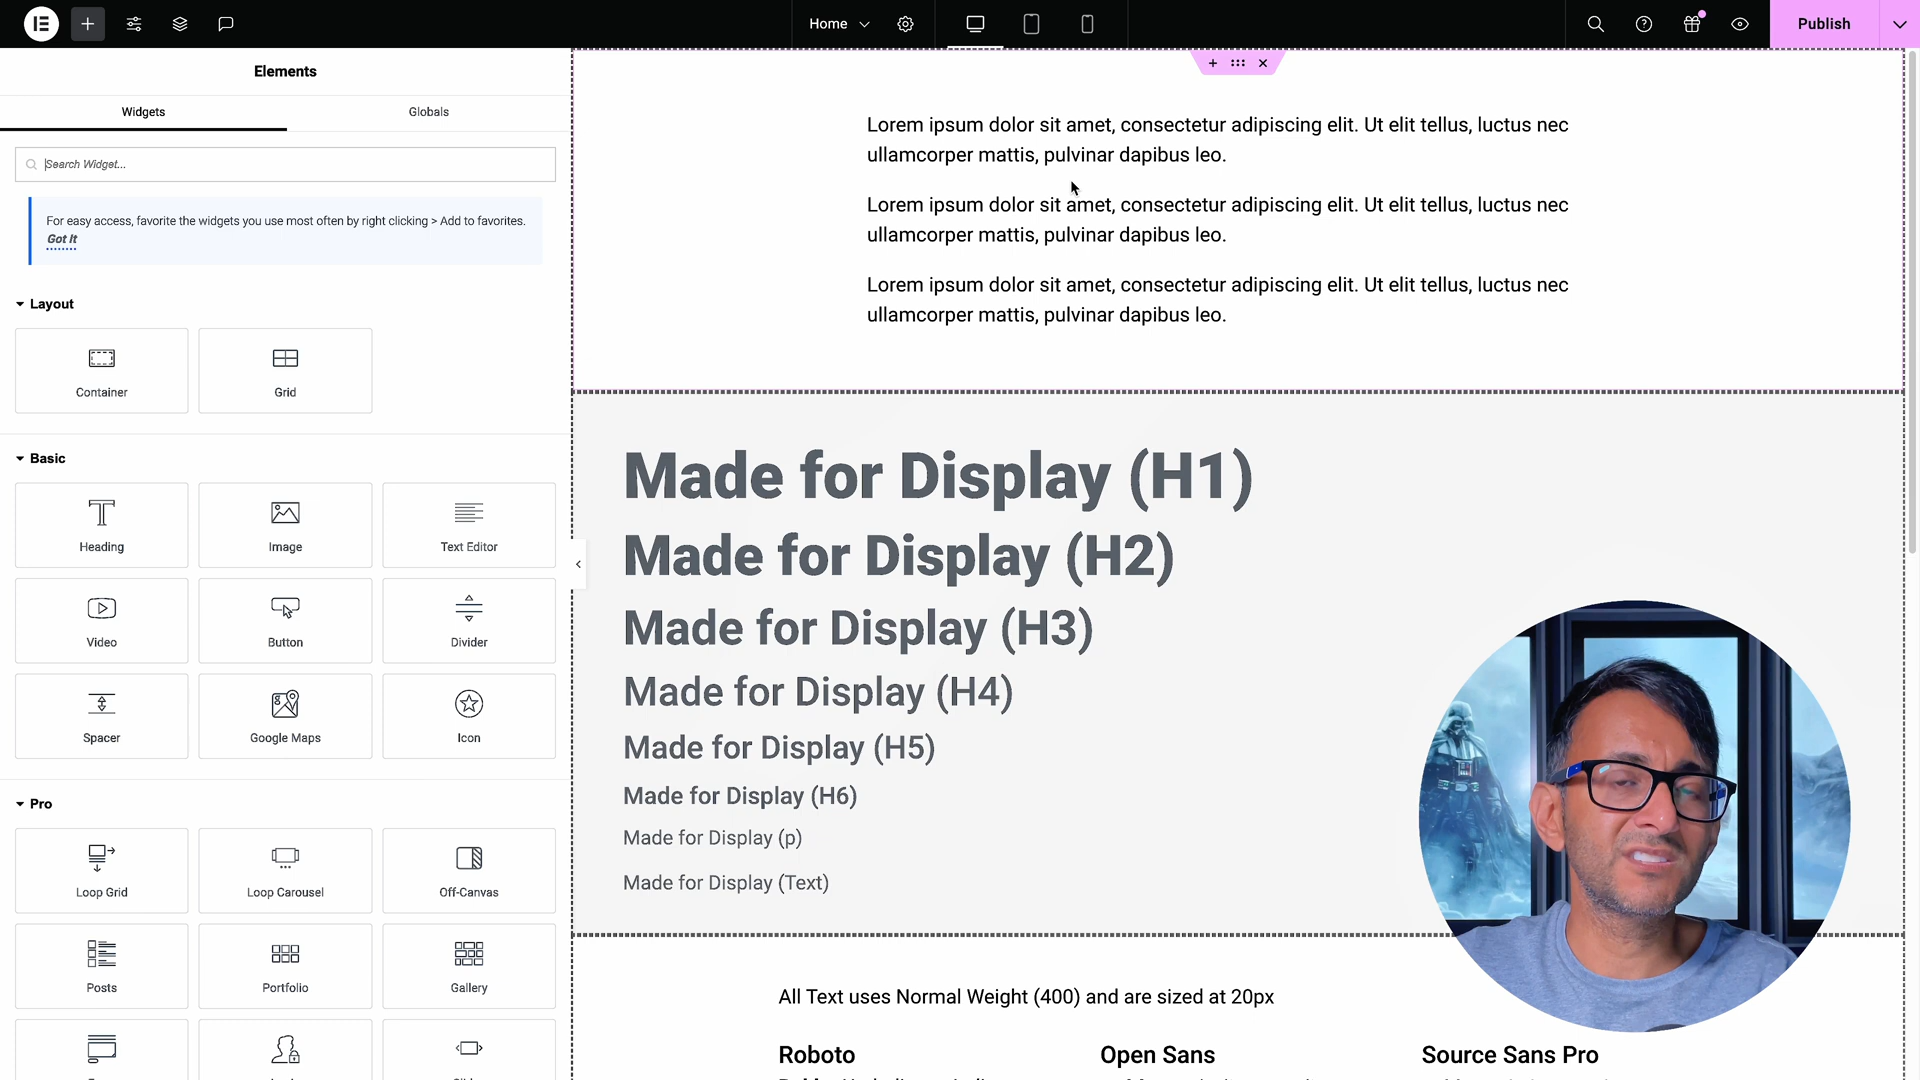 Home
Publish
Elements
Widgets
Globals
Search Widget...
For easy access, favorite the widgets you use most often by right clicking > Add to favorites.
Got It
Layout
Container
Grid
Basic
Heading
Image
Text Editor
Video
Button
Divider
Spacer
Google Maps
Icon
Pro
Loop Grid
Loop Carousel
Off-Canvas
Posts
Portfolio
Gallery
Lorem ipsum dolor sit amet, consectetur adipiscing elit. Ut elit tellus, luctus nec
ullamcorper mattis, pulvinar dapibus leo.
Lorem ipsum dolor sit amet, consectetur adipiscing elit. Ut elit tellus, luctus nec
ullamcorper mattis, pulvinar dapibus leo.
Lorem ipsum dolor sit amet, consectetur adipiscing elit. Ut elit tellus, luctus nec
ullamcorper mattis, pulvinar dapibus leo.
Made for Display (H1)
Made for Display (H2)
Made for Display (H3)
Made for Display (H4)
Made for Display (H5)
Made for Display (H6)
Made for Display (p)
Made for Display (Text)
All Text uses Normal Weight (400) and are sized at 20px
Roboto
Open Sans
Source Sans Pro